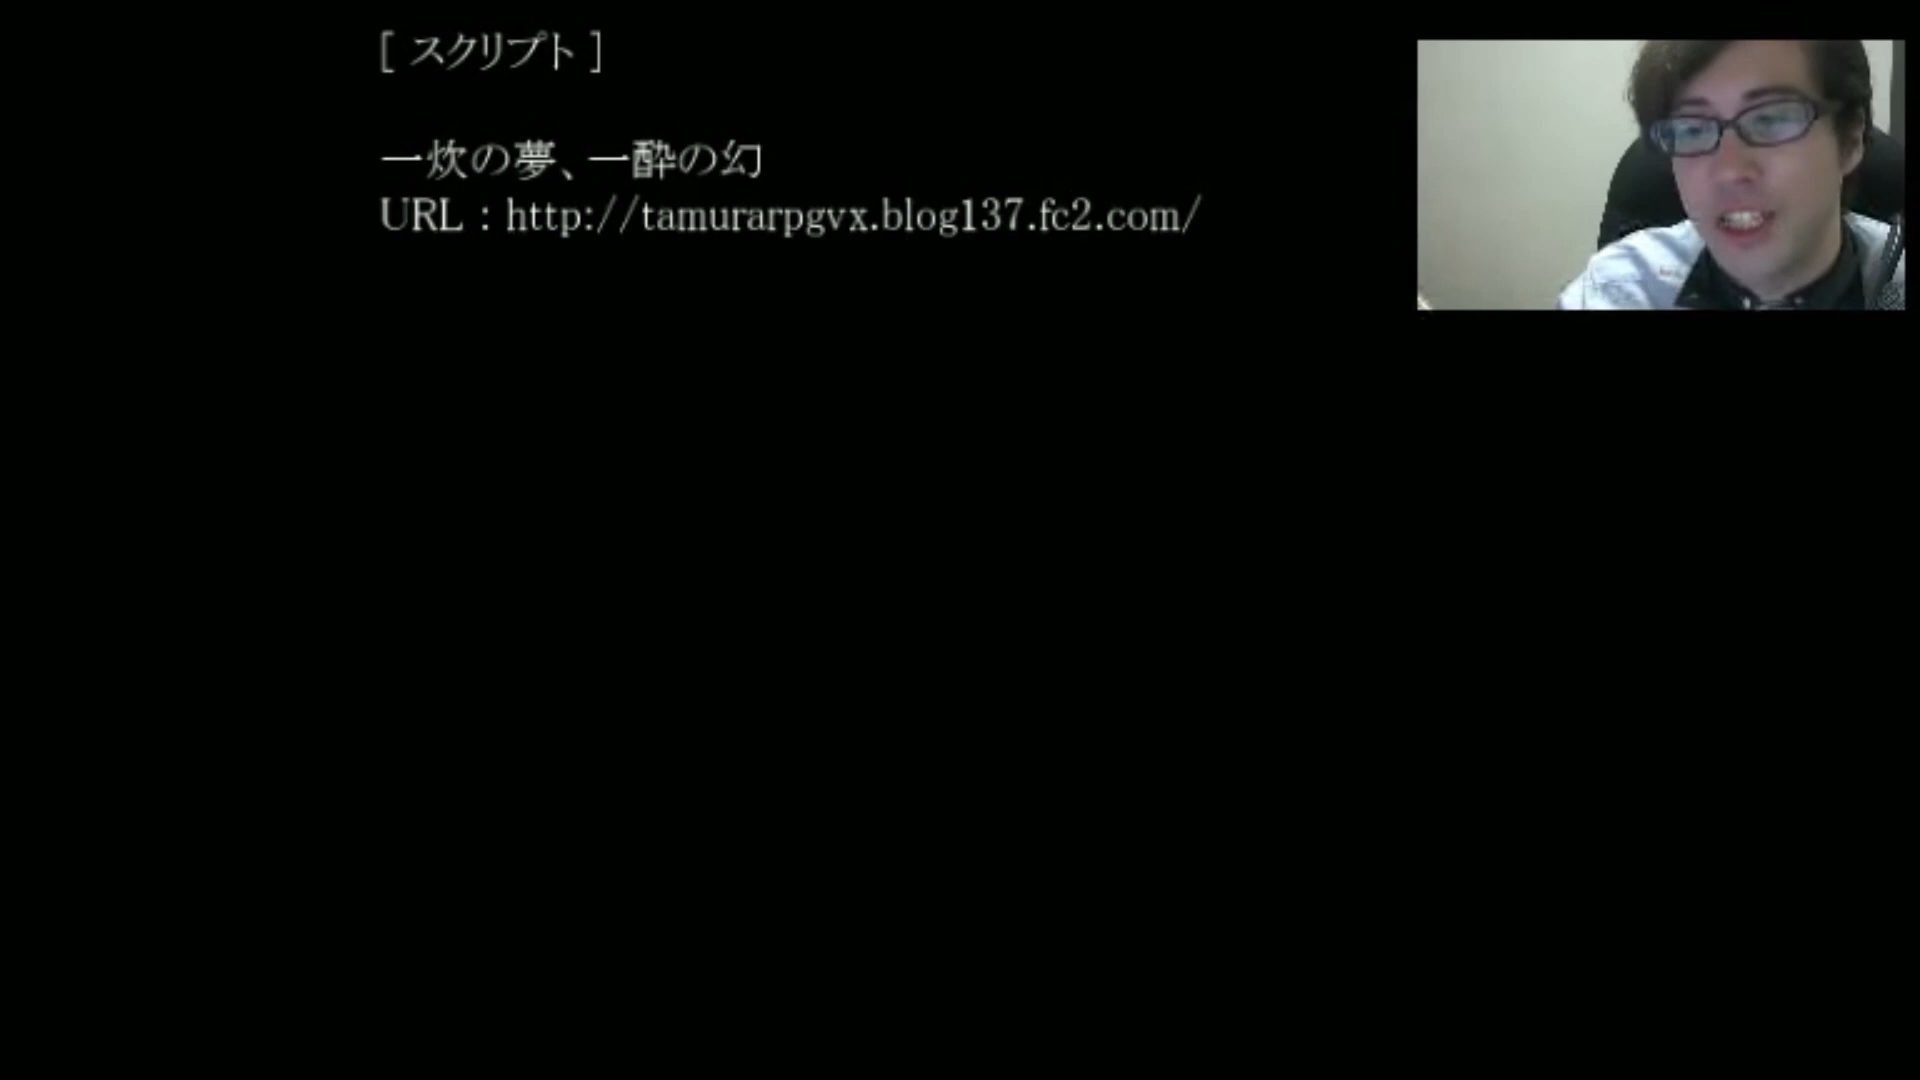 [ スクリプト ]
一炊の夢、一酔の幻
URL : http://tamurarpgvx.blog137.fc2.com/